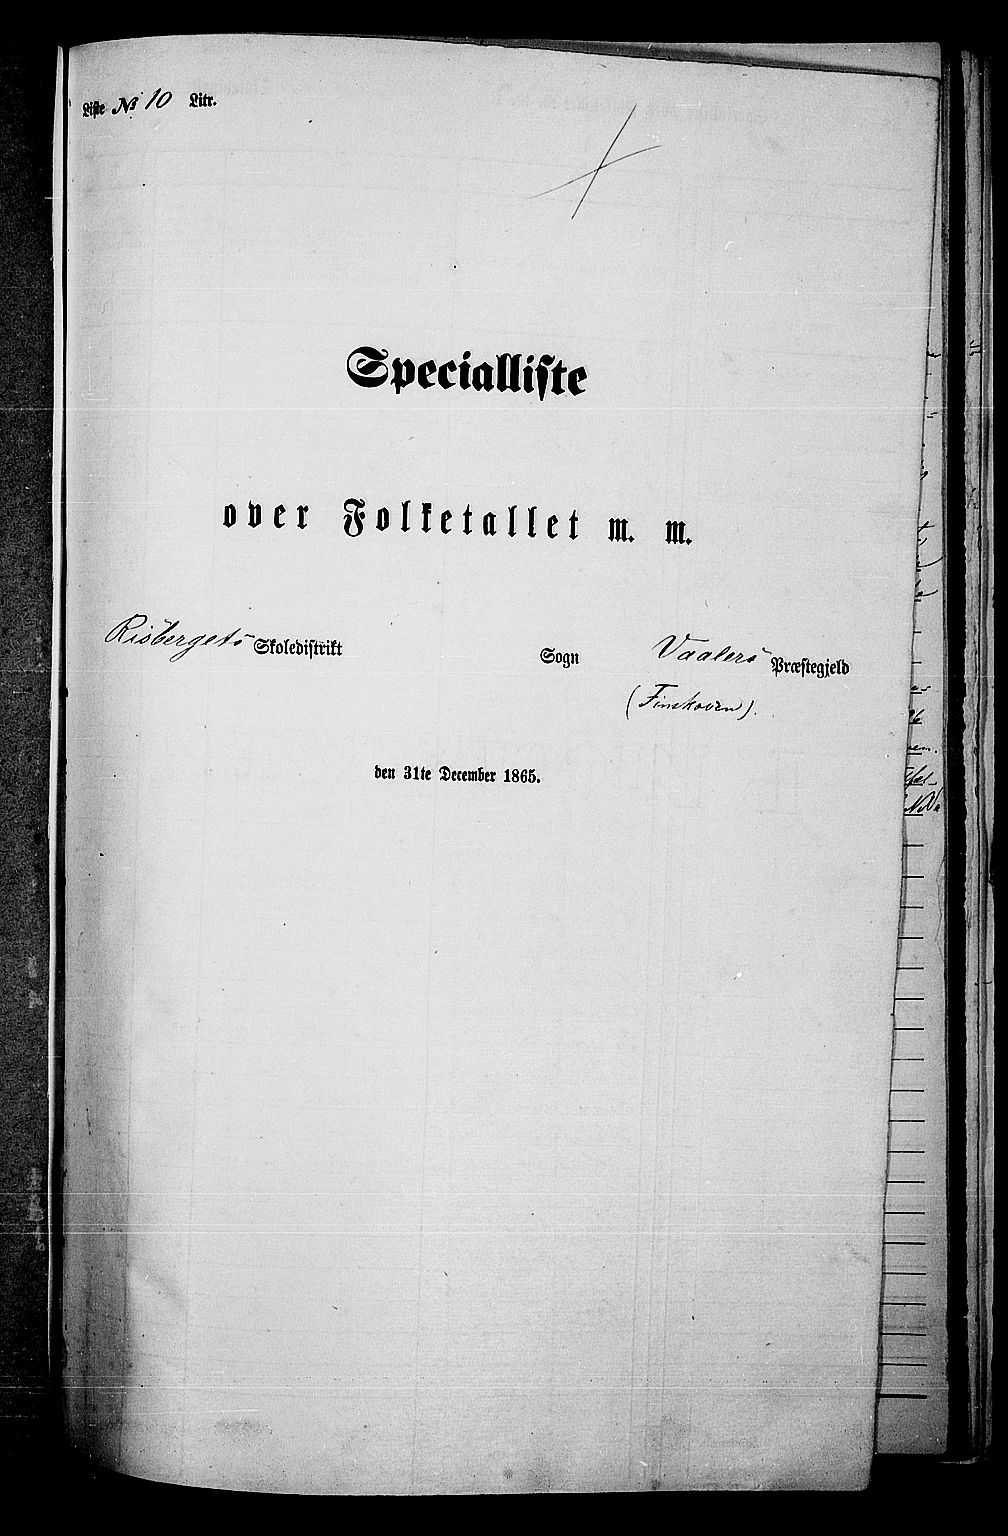 Liste № 10 Litr.
Specialliste
over Folketallet m. m.
Risbergets Skoledistrikt Sogn Vaalers Præstegjeld
(Finskoven).
den 31te December 1865.